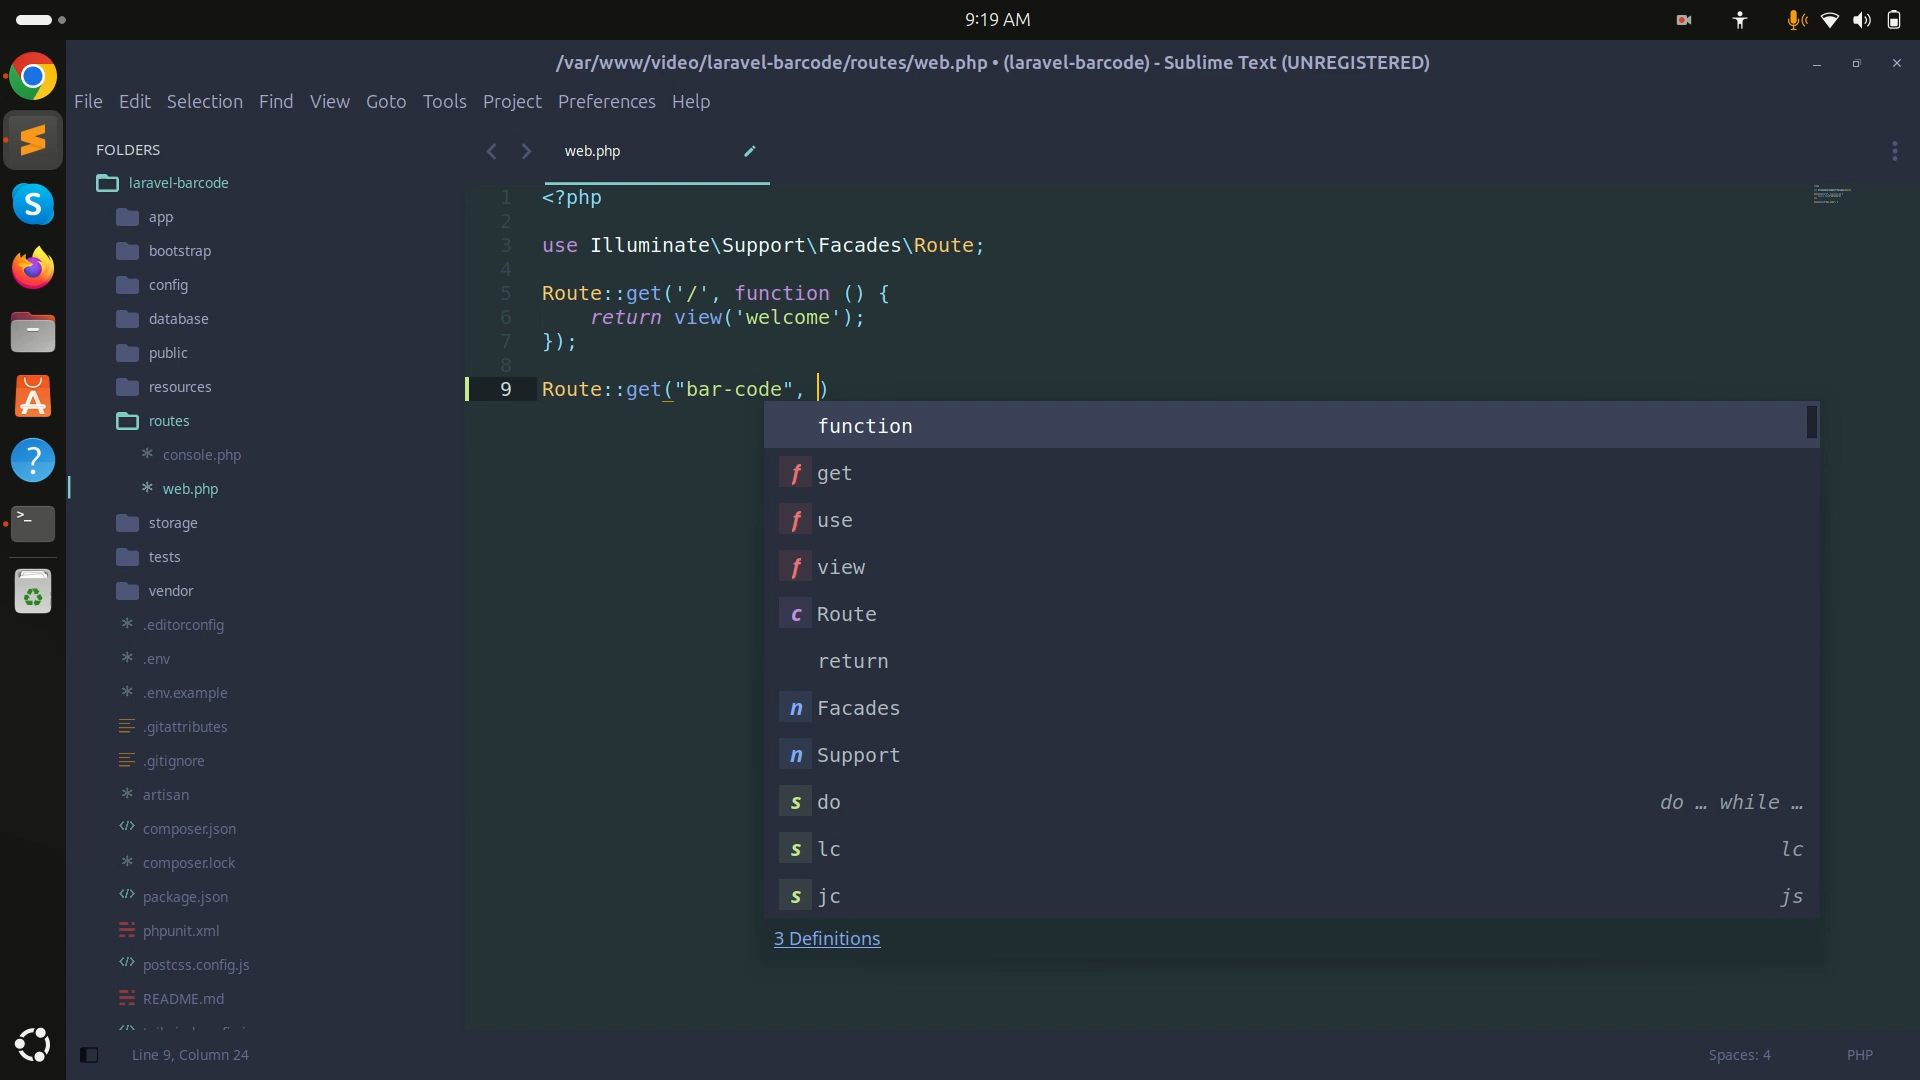 9:19 AM
/var/www/video/laravel-barcode/routes/web.php • (laravel-barcode) - Sublime Text (UNREGISTERED)
File Edit Selection Find View Goto Tools Project Preferences Help
FOLDERS
laravel-barcode
app
bootstrap
config
database
public
resources
routes
console.php
web.php
storage
tests
vendor
.editorconfig
.env
.env.example
.gitattributes
.gitignore
artisan
composer.json
composer.lock
package.json
phpunit.xml
postcss.config.js
README.md
web.php
1 <?php
2
3 use Illuminate\Support\Facades\Route;
4
5 Route::get('/', function () {
6     return view('welcome');
7 });
8
9 Route::get("bar-code", )
function
f get
f use
f view
c Route
return
n Facades
n Support
s do do … while …
s lc lc
s jc js
3 Definitions
Line 9, Column 24
Spaces: 4
PHP